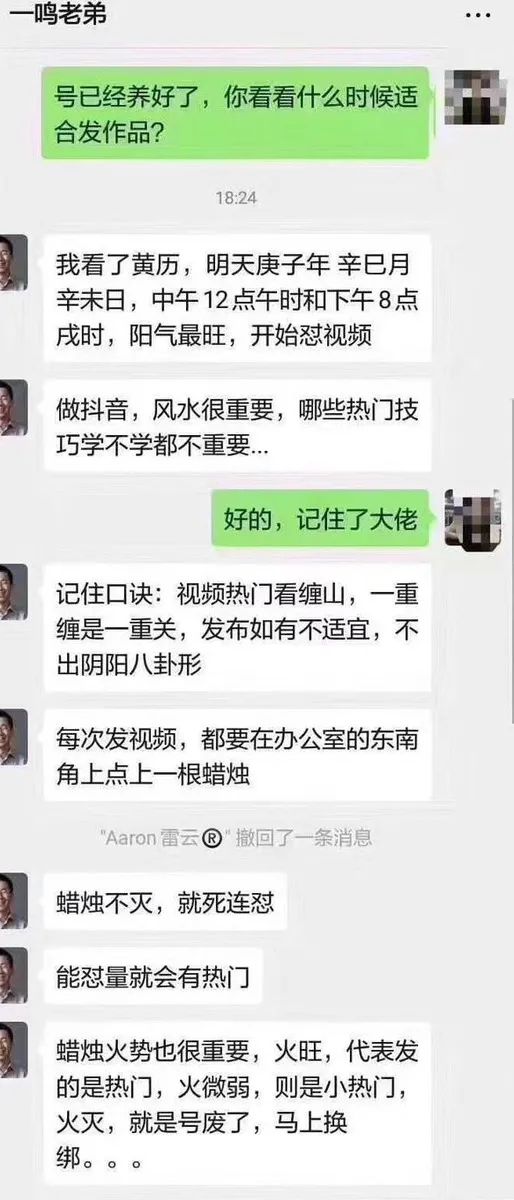 一鸣老弟
号已经养好了，你看看什么时候适
合发作品？
18:24
我看了黄历，明天庚子年 辛巳月
辛未日，中午12点午时和下午8点
戌时，阳气最旺，开始怼视频
做抖音，风水很重要，哪些热门技
巧学不学都不重要...
好的，记住了大佬
记住口诀：视频热门看缠山，一重
缠是一重关，发布如有不适宜，不
出阴阳八卦形
每次发视频，都要在办公室的东南
角上点上一根蜡烛
"Aaron雷云®" 撤回了一条消息
蜡烛不灭，就死连怼
能怼量就会有热门
蜡烛火势也很重要，火旺，代表发
的是热门，火微弱，则是小热门，
火灭，就是号废了，马上换
绑。。。